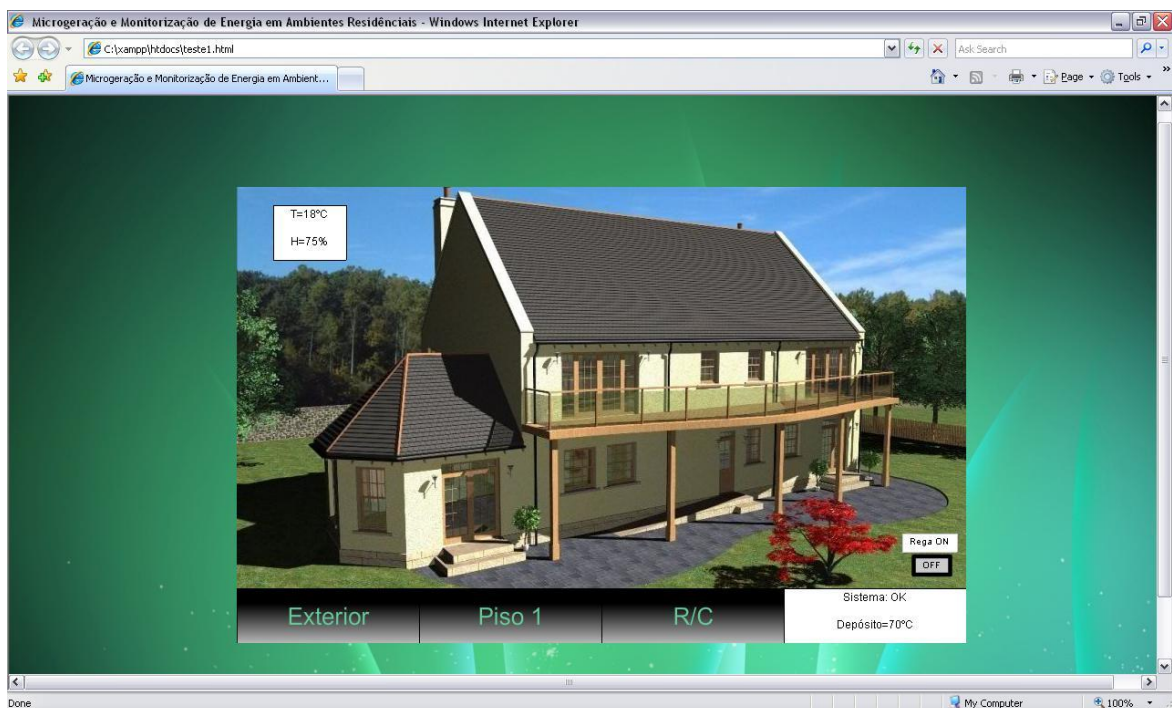 Microgeração e Monitorização de Energia em Ambientes Residênciais - Windows Internet Explorer
C:\xampp\htdocs\teste1.html
Ask Search
Microgeração e Monitorização de Energia em Ambient...
Page
Tools
»
T=18ºC
H=75%
Rega ON
OFF
Exterior
Piso 1
R/C
Sistema: OK
Depósito=70ºC
Done
My Computer
100%